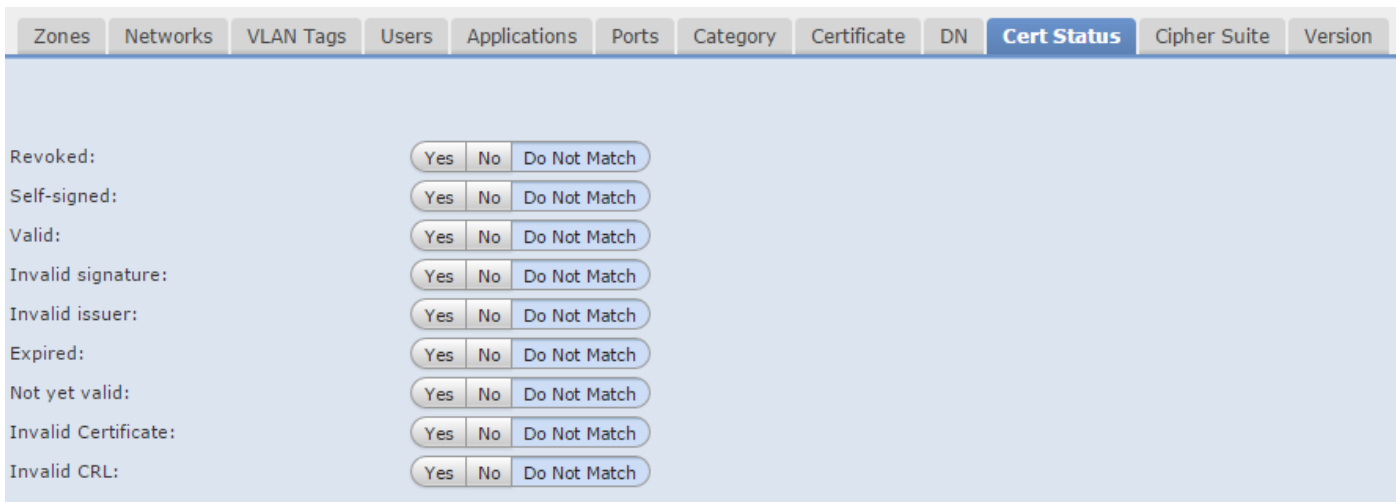 Zones Networks VLAN Tags Users Applications Ports Category Certificate DN Cert Status Cipher Suite Version
Revoked: Yes No Do Not Match
Self-signed: Yes No Do Not Match
Valid: Yes No Do Not Match
Invalid signature: Yes No Do Not Match
Invalid issuer: Yes No Do Not Match
Expired: Yes No Do Not Match
Not yet valid: Yes No Do Not Match
Invalid Certificate: Yes No Do Not Match
Invalid CRL: Yes No Do Not Match